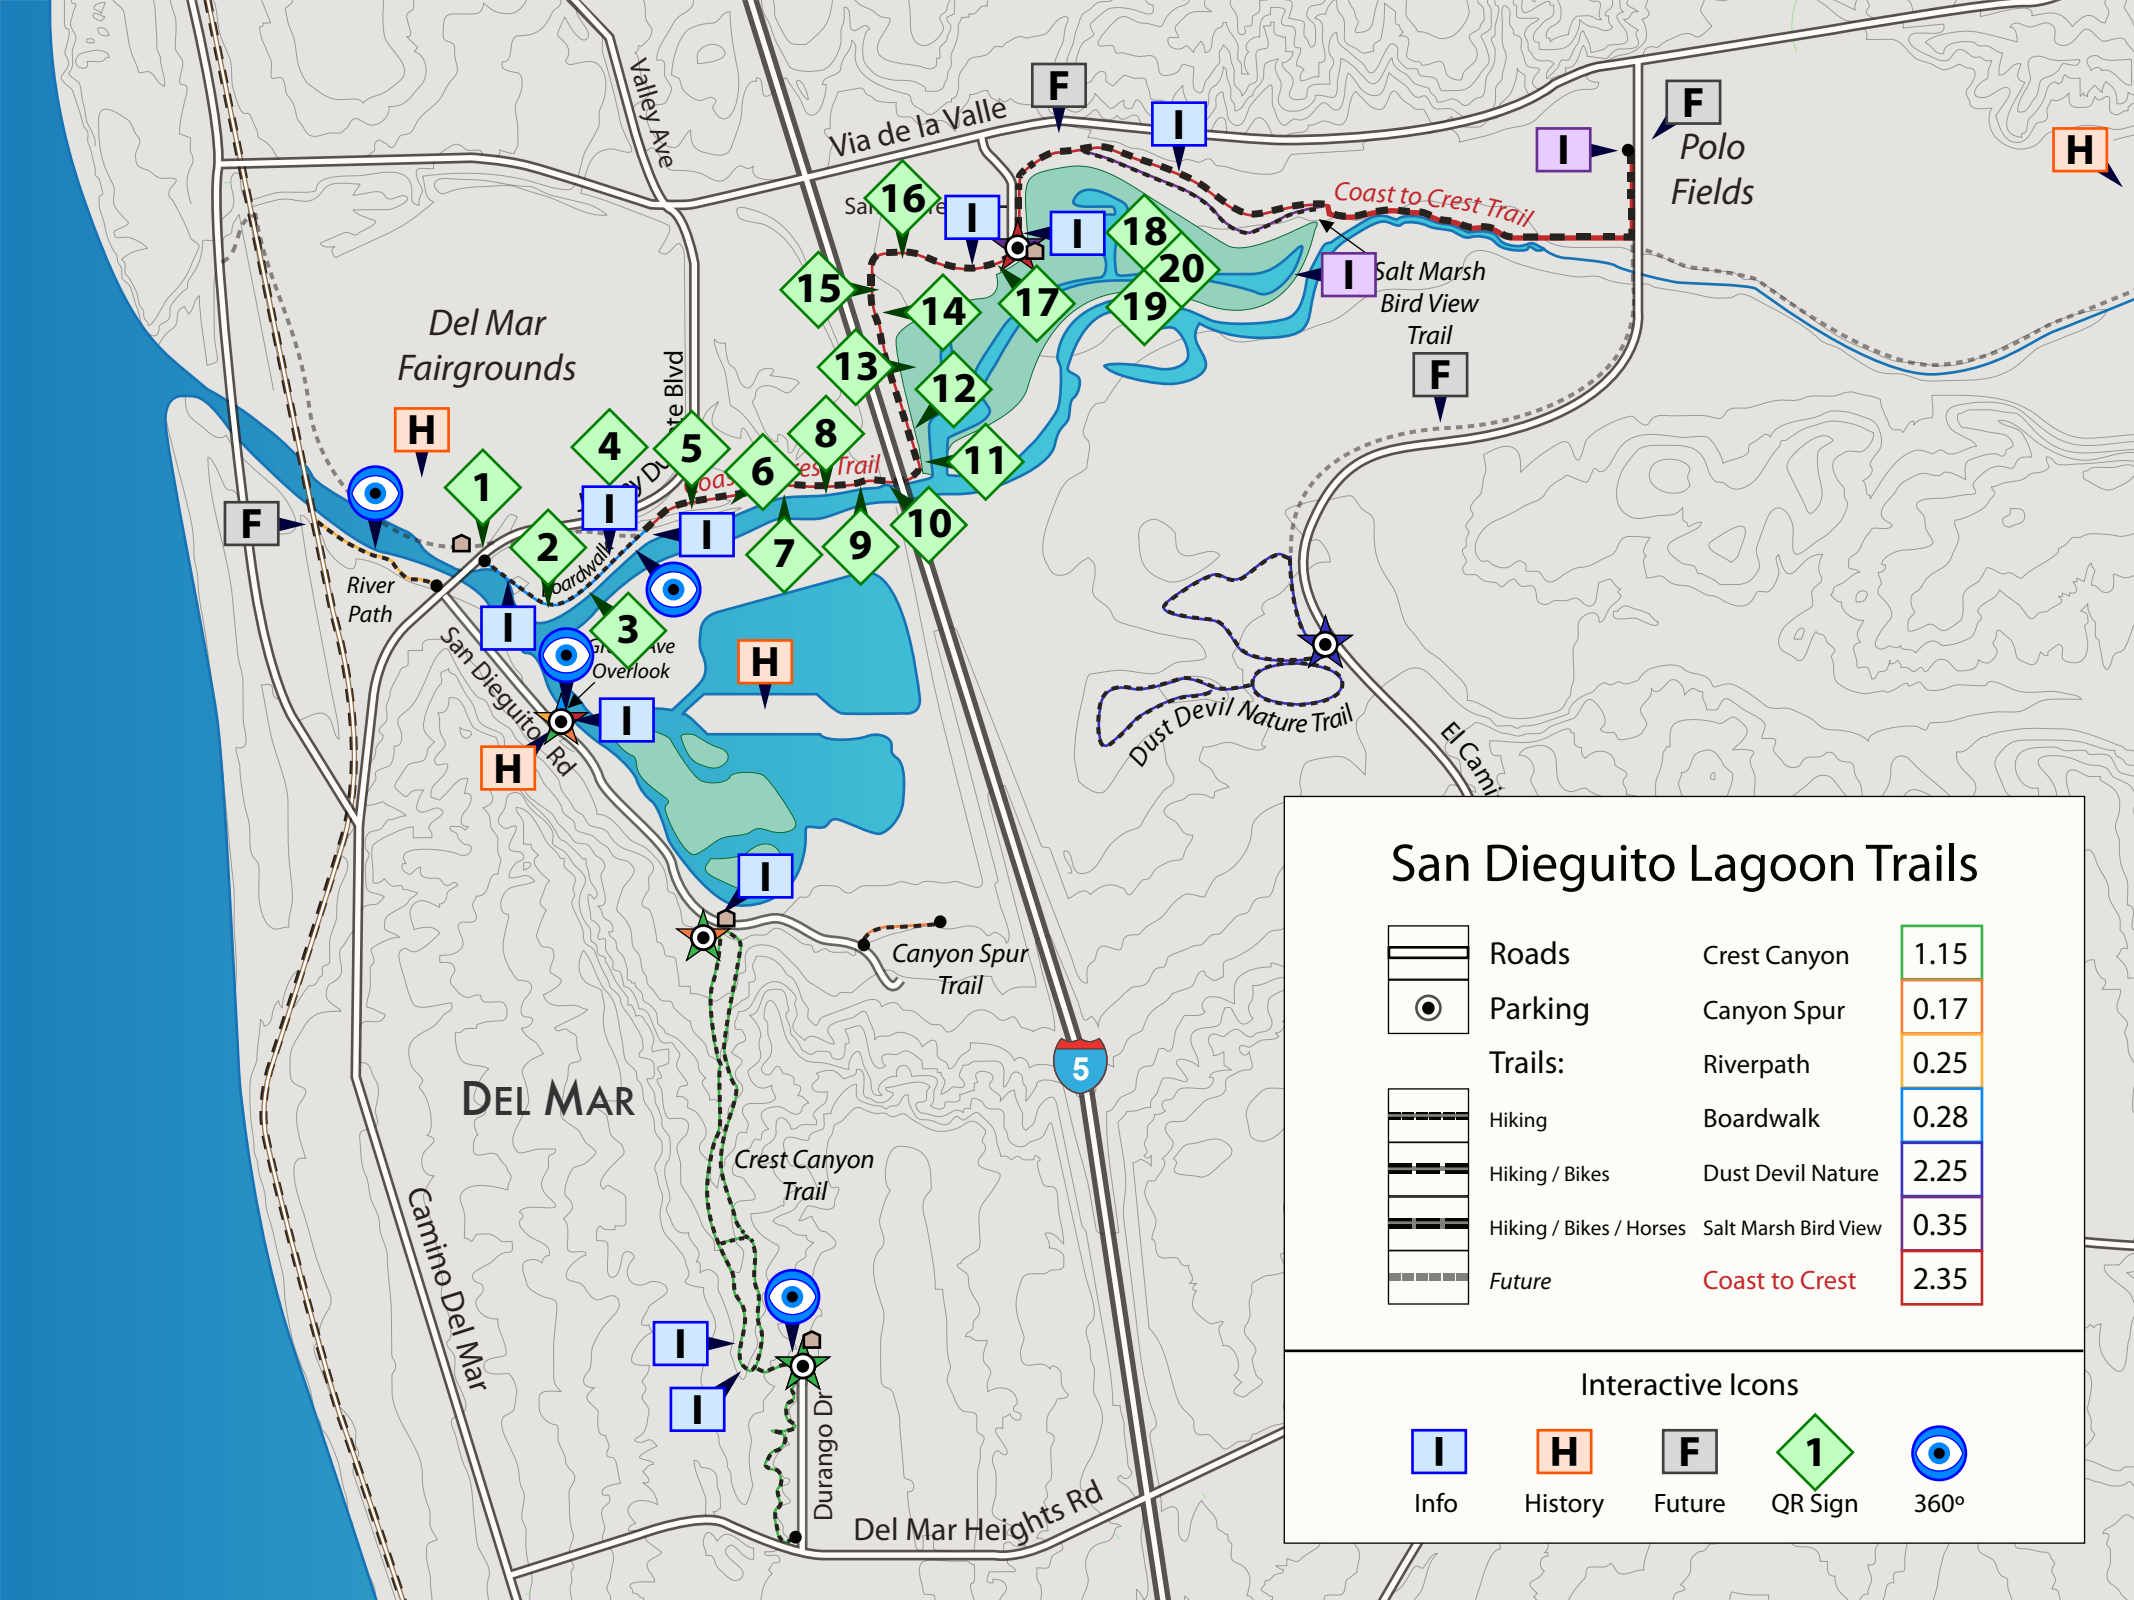 Valley Ave
Via de la Valle
F
I
F
I
Polo
Fields
H
16
I
I
18
20
19
17
Coast to Crest Trail
I
Salt Marsh
Bird View
Trail
15
14
13
12
Del Mar
Fairgrounds
F
H
4
5
8
6
Trail
11
1
I
I
F
2
7
9
10
River
Path
I
3
Ave
Overlook
H
San Dieguito Rd
I
H
Dust Devil Nature Trail
El Cami
I
Canyon Spur
Trail
5
DEL MAR
Crest Canyon
Trail
Camino Del Mar
I
I
Durango Dr
Del Mar Heights Rd
San Dieguito Lagoon Trails
Roads
Parking
Trails:
Hiking
Hiking / Bikes
Hiking / Bikes / Horses
Future
Crest Canyon 1.15
Canyon Spur 0.17
Riverpath 0.25
Boardwalk 0.28
Dust Devil Nature 2.25
Salt Marsh Bird View 0.35
Coast to Crest 2.35
Interactive Icons
I H F 1
Info History Future QR Sign 360º